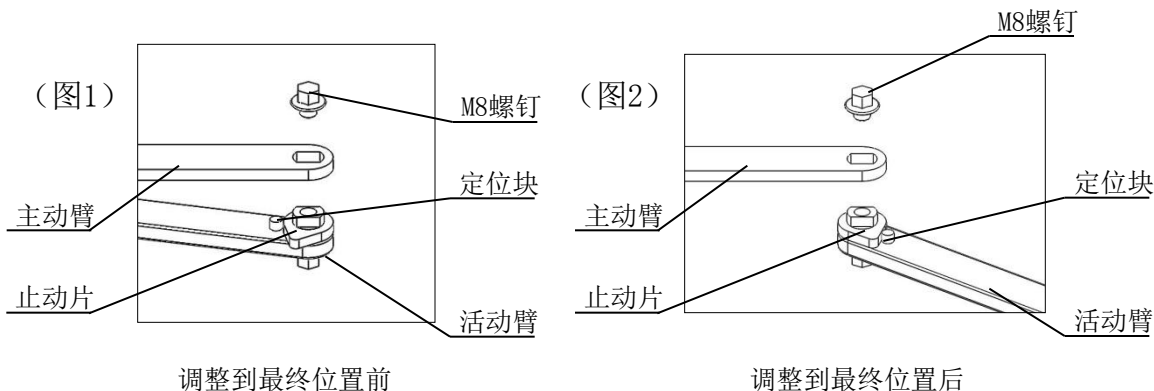 （图1）
M8螺钉
主动臂
定位块
止动片
活动臂
调整到最终位置前
（图2）
M8螺钉
主动臂
定位块
止动片
活动臂
调整到最终位置后